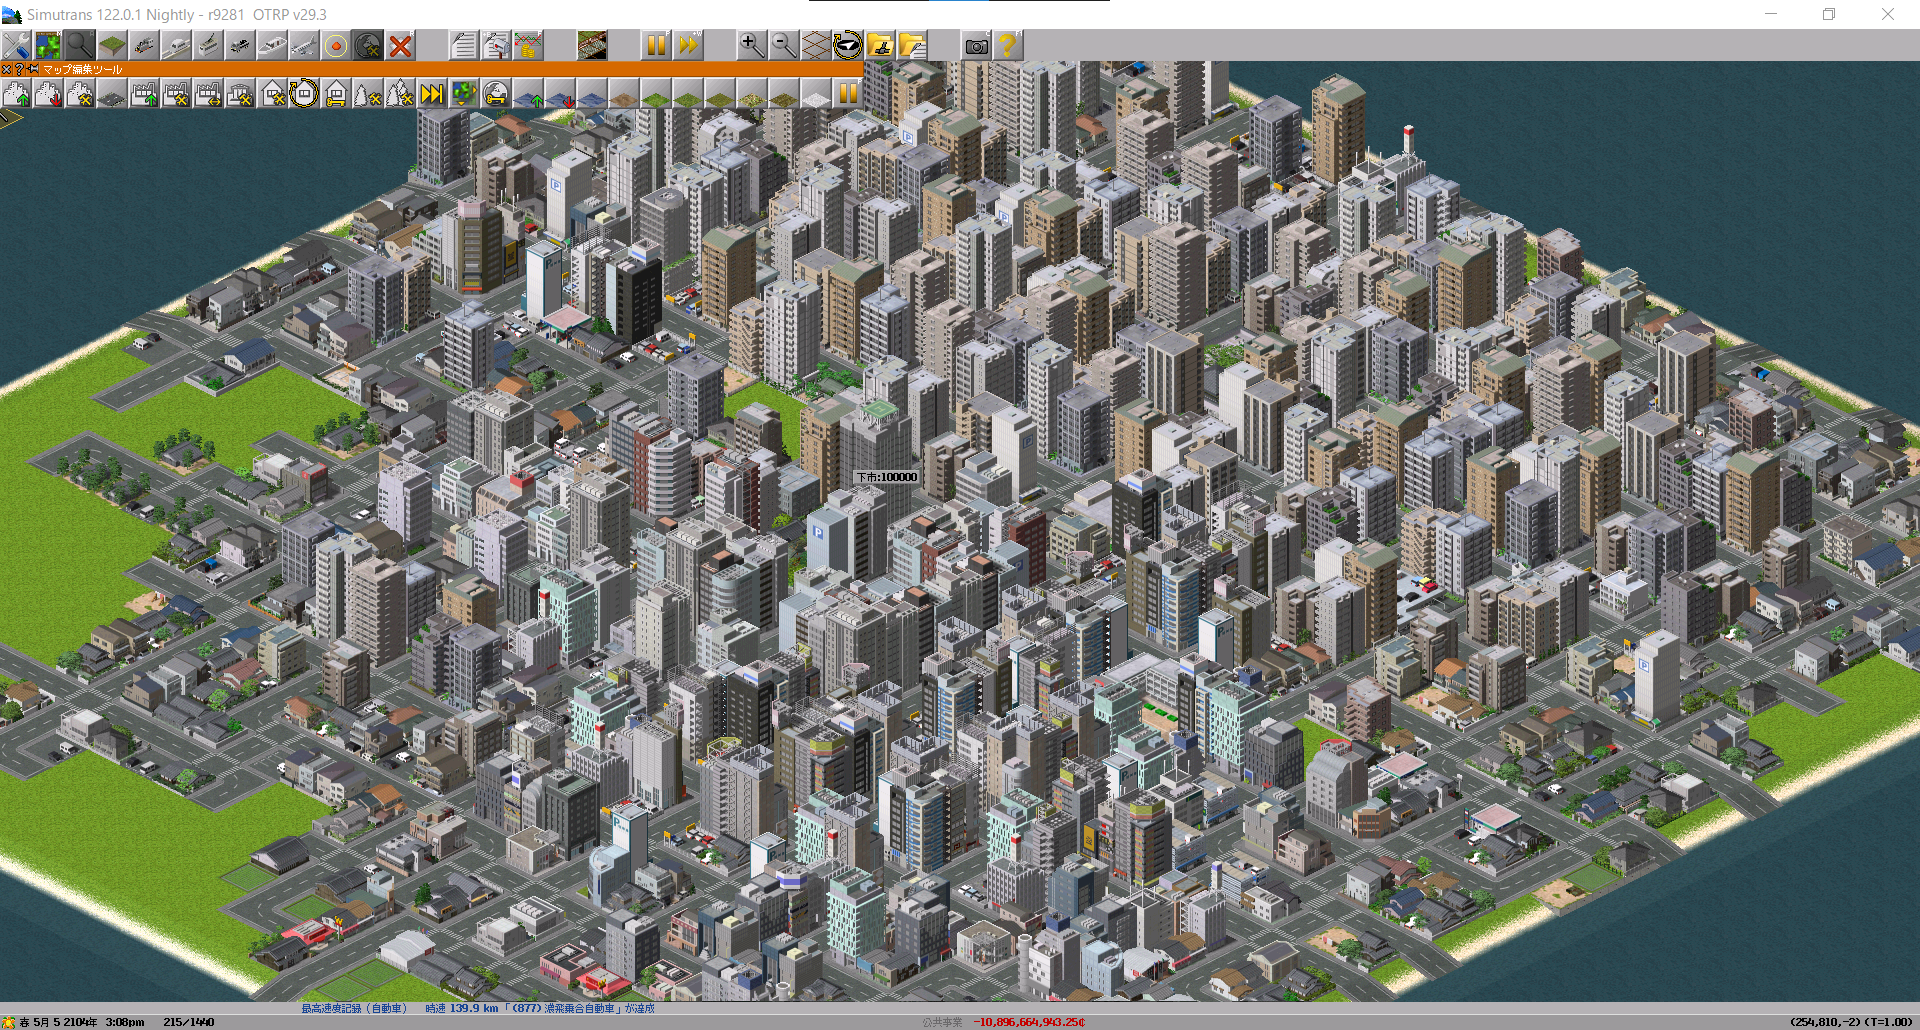 Simutrans 122.0.1 Nightly - r9281  OTRP v29.3
マップ編集ツール
下市:100000
最高速度記録（自動車） 時速 139.9 km「(877) 濃飛乗合自動車」が達成
春 5月 5 2104年 3:08pm 215/1440
公共事業 -10,896,664,943.25¢
(254,810,-2) (T=1.00)